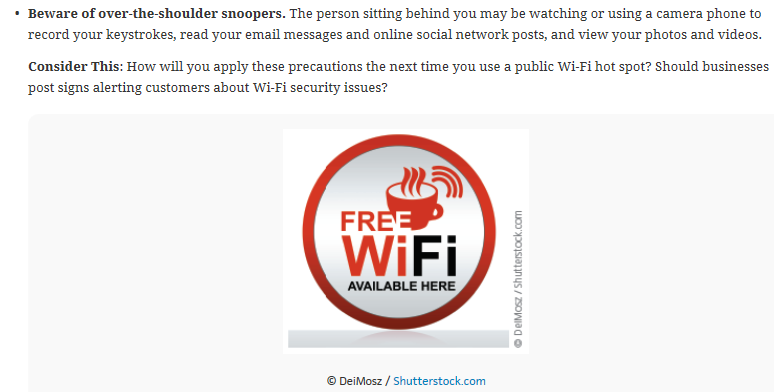 • Beware of over-the-shoulder snoopers. The person sitting behind you may be watching or using a camera phone to
record your keystrokes, read your email messages and online social network posts, and view your photos and videos.
Consider This: How will you apply these precautions the next time you use a public Wi-Fi hot spot? Should businesses
post signs alerting customers about Wi-Fi security issues?
FREE
WiFi
AVAILABLE HERE
© DeiMosz / Shutterstock.com
© DeiMosz / Shutterstock.com